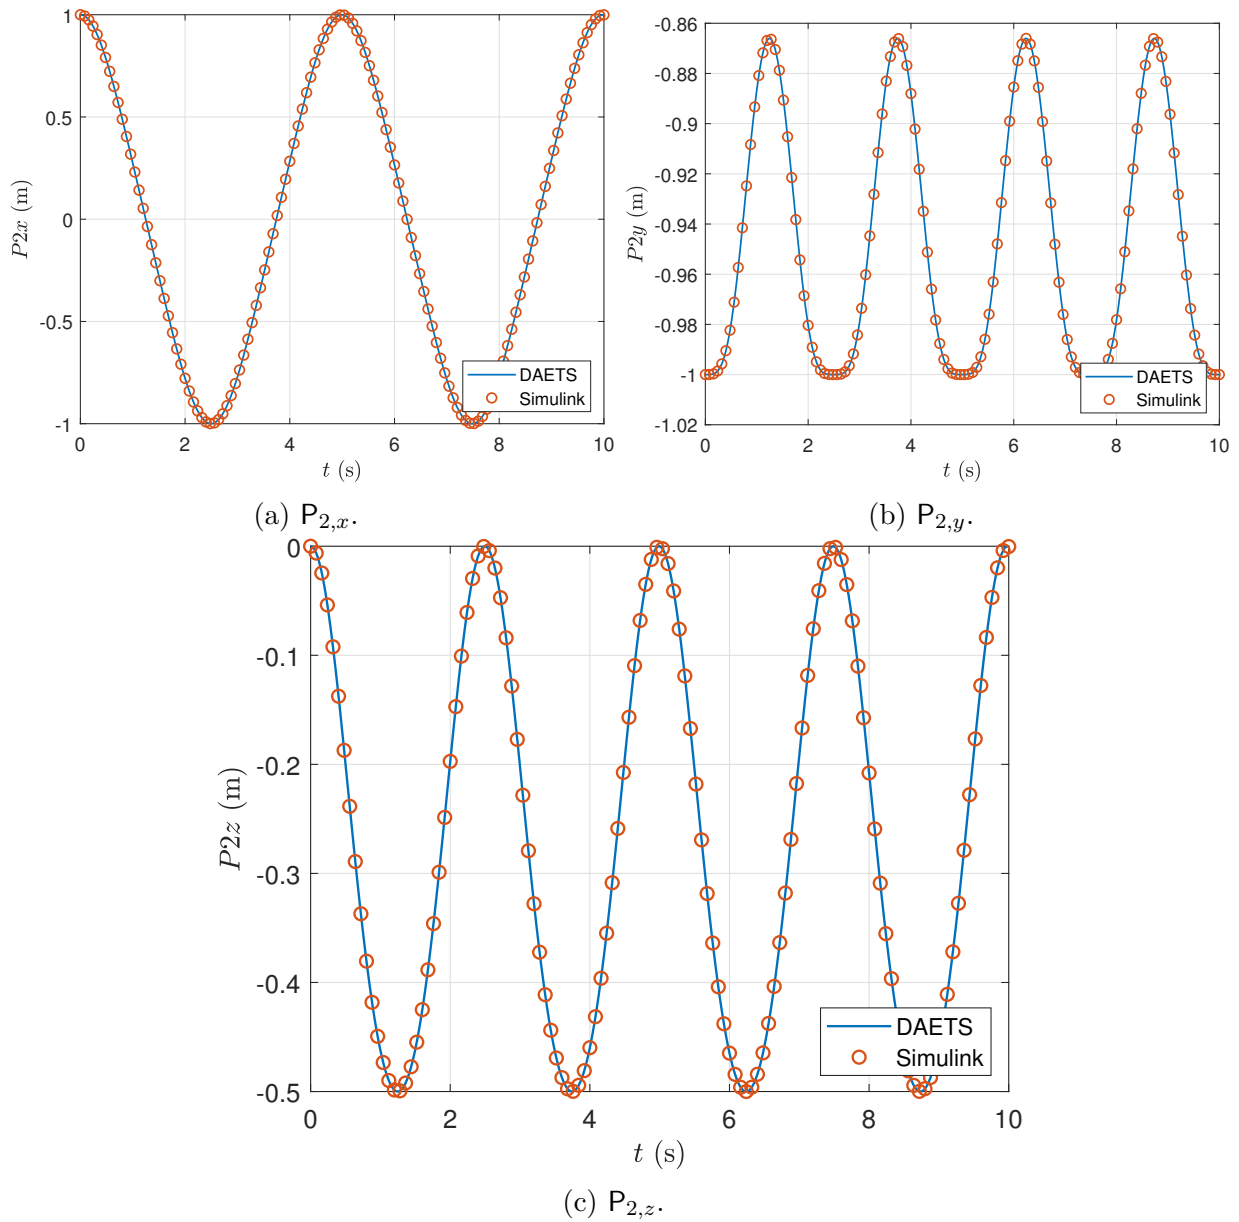 1
0.5
0
-0.5
-1
P2x (m)
0 2 4 6 8 10
t (s)
DAETS
Simulink
(a) P2,x.
-0.86
-0.88
-0.9
-0.92
-0.94
-0.96
-0.98
-1
-1.02
P2y (m)
0 2 4 6 8 10
t (s)
DAETS
Simulink
(b) P2,y.
0
-0.1
-0.2
-0.3
-0.4
-0.5
P2z (m)
0 2 4 6 8 10
t (s)
DAETS
Simulink
(c) P2,z.